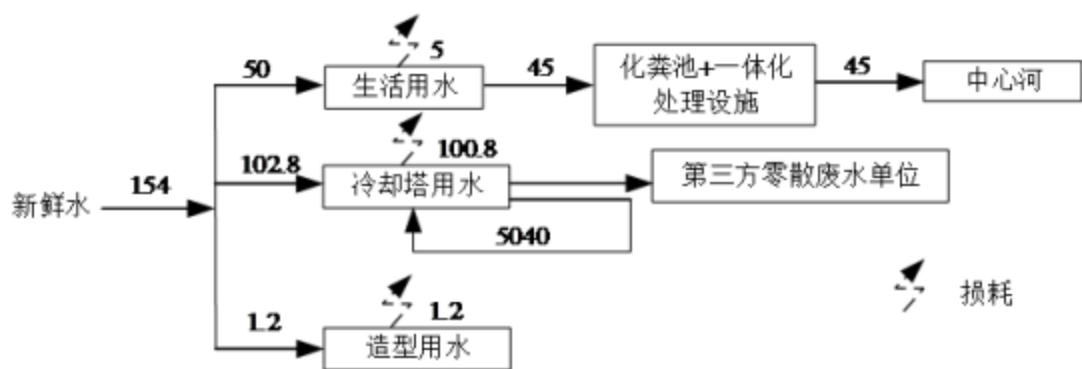 5
50
生活用水
45
化粪池+一体化
处理设施
45
中心河
新鲜水
154
102.8
100.8
冷却塔用水
第三方零散废水单位
5040
损耗
1.2
1.2
造型用水